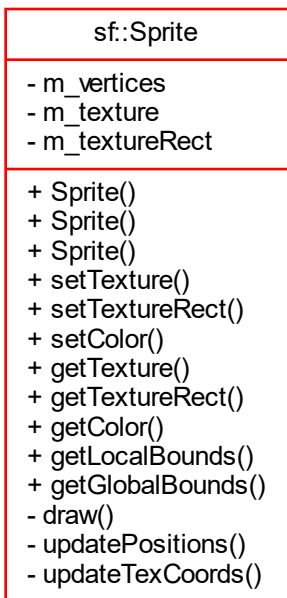 sf::Sprite
- m_vertices
- m_texture
- m_textureRect
+ Sprite()
+ Sprite()
+ Sprite()
+ setTexture()
+ setTextureRect()
+ setColor()
+ getTexture()
+ getTextureRect()
+ getColor()
+ getLocalBounds()
+ getGlobalBounds()
- draw()
- updatePositions()
- updateTexCoords()